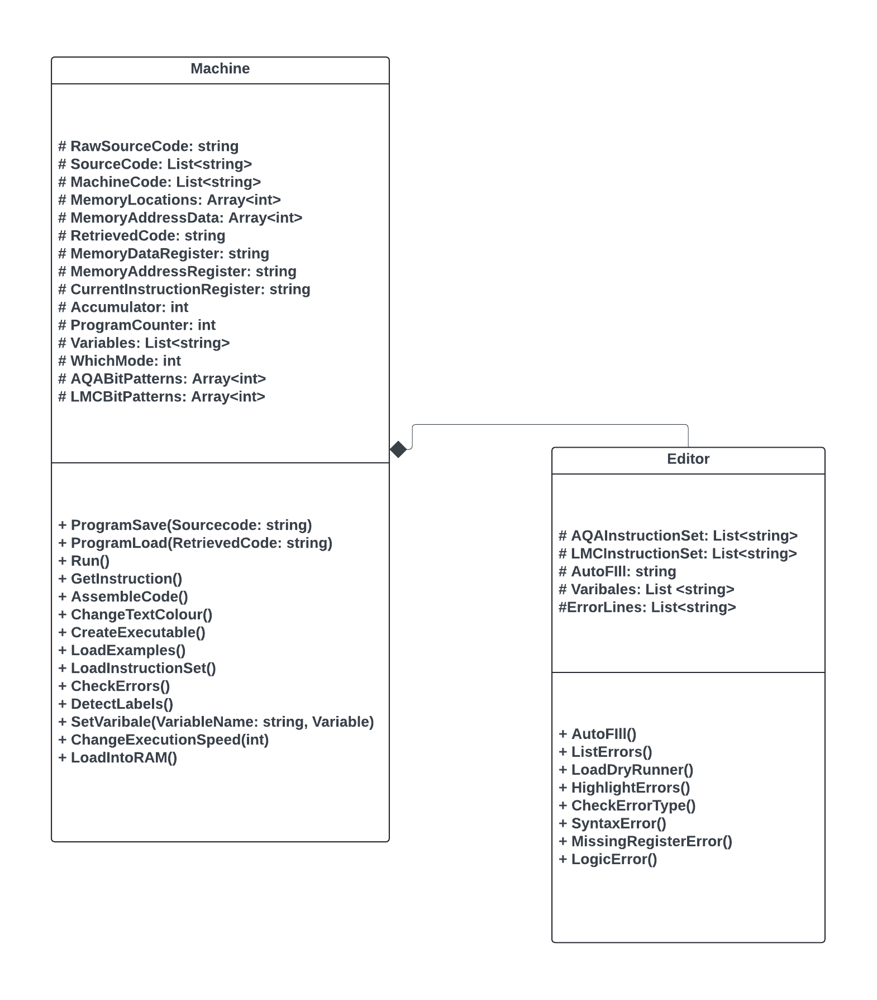 Machine
# RawSourceCode: string
# SourceCode: List<string>
# MachineCode: List<string>
# MemoryLocations: Array<int>
# MemoryAddressData: Array<int>
# RetrievedCode: string
# MemoryDataRegister: string
# MemoryAddressRegister: string
# CurrentInstructionRegister: string
# Accumulator: int
# ProgramCounter: int
# Variables: List<string>
# WhichMode: int
# AQABitPatterns: Array<int>
# LMCBitPatterns: Array<int>
+ ProgramSave(Sourcecode: string)
+ ProgramLoad(RetrievedCode: string)
+ Run()
+ GetInstruction()
+ AssembleCode()
+ ChangeTextColour()
+ CreateExecutable()
+ LoadExamples()
+ LoadInstructionSet()
+ CheckErrors()
+ DetectLabels()
+ SetVaribale(VariableName: string, Variable)
+ ChangeExecutionSpeed(int)
+ LoadIntoRAM()
Editor
# AQAInstructionSet: List<string>
# LMCInstructionSet: List<string>
# AutoFIll: string
# Varibales: List <string>
#ErrorLines: List<string>
+ AutoFIll()
+ ListErrors()
+ LoadDryRunner()
+ HighlightErrors()
+ CheckErrorType()
+ SyntaxError()
+ MissingRegisterError()
+ LogicError()